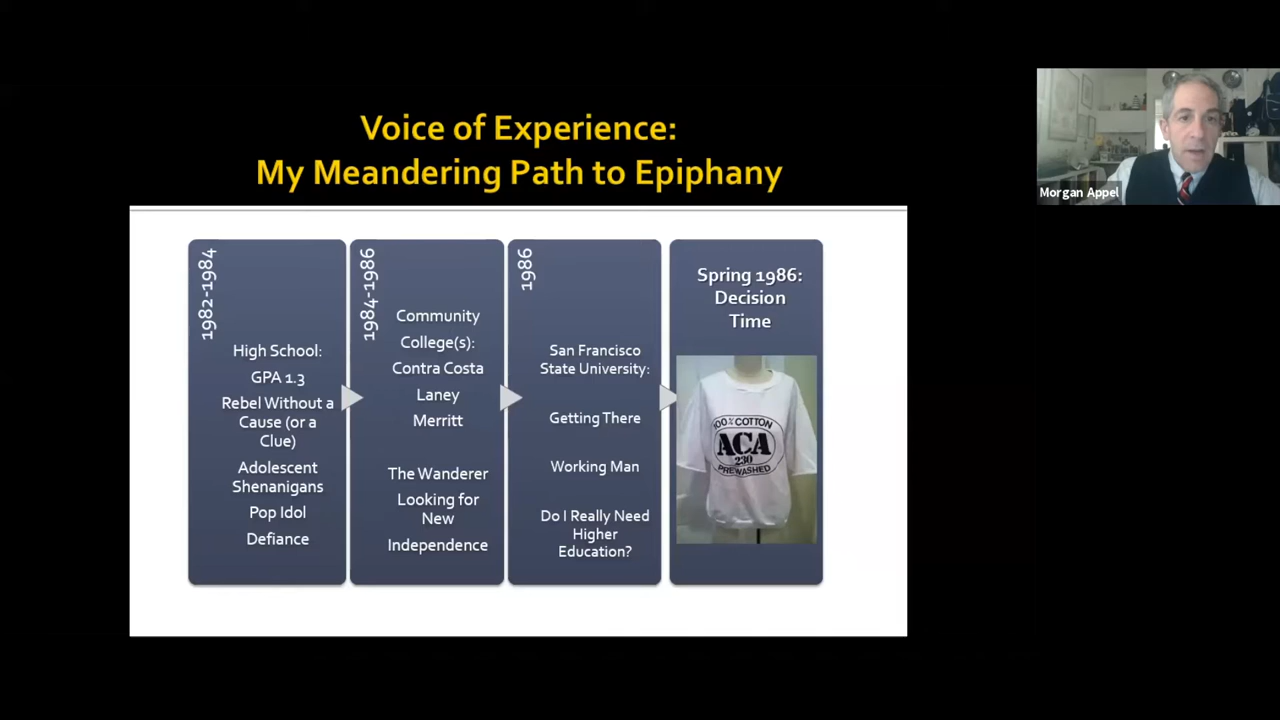 Voice of Experience:
My Meandering Path to Epiphany
Morgan Appel
1982-1984
High School:
GPA 1.3
Rebel Without a
Cause (or a
Clue)
Adolescent
Shenanigans
Pop Idol
Defiance
1984-1986
Community
College(s):
Contra Costa
Laney
Merritt
The Wanderer
Looking for
New
Independence
1986
San Francisco
State University:
Getting There
Working Man
Do I Really Need
Higher
Education?
Spring 1986:
Decision
Time
100% COTTON
ACA
230
PREWASHED